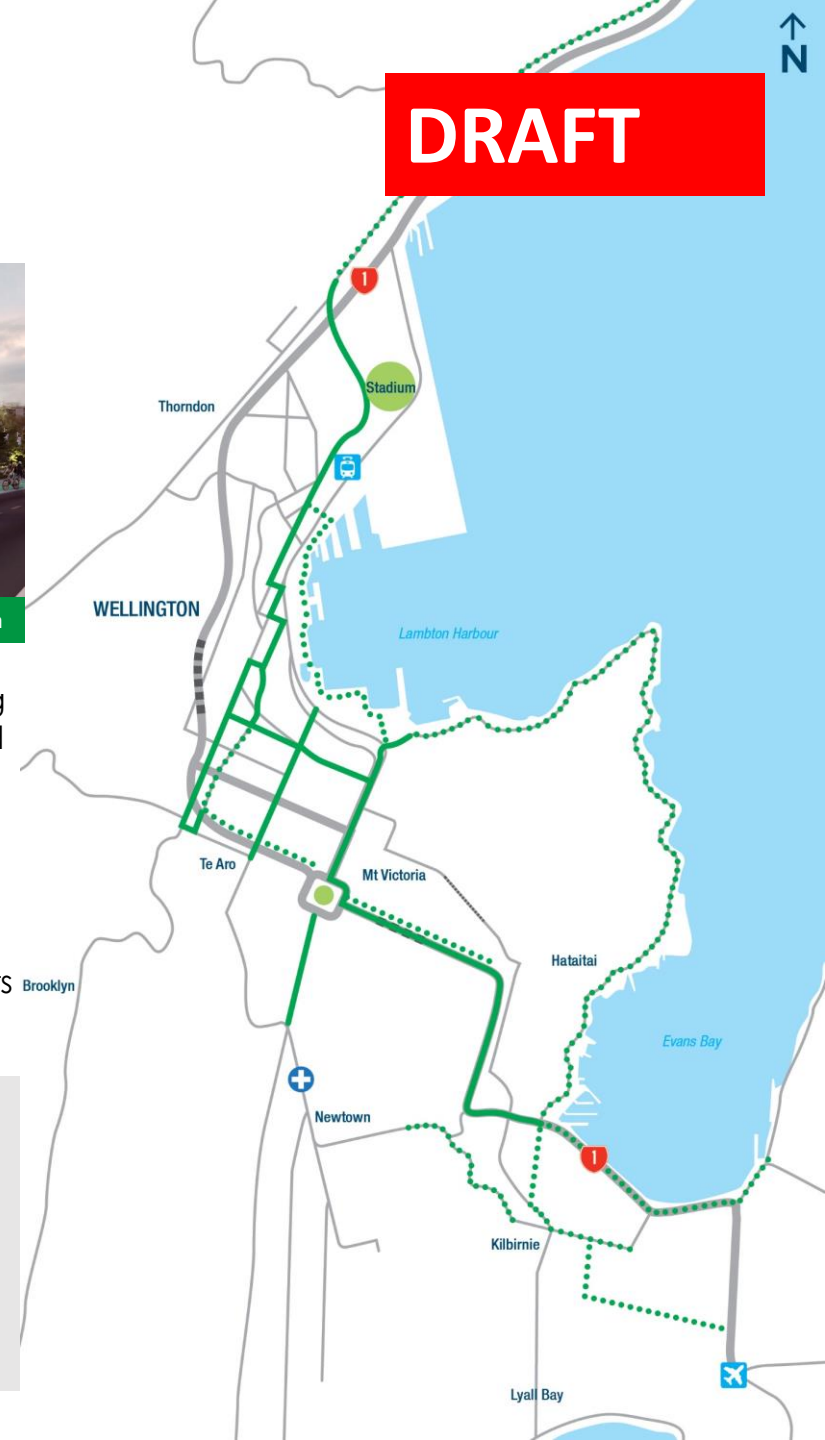 N
DRAFT
1
Stadium
Thorndon
WELLINGTON
Lambton Harbour
Te Aro
Mt Victoria
Hataitai
Brooklyn
Evans Bay
Newtown
1
Kilbirnie
Lyall Bay